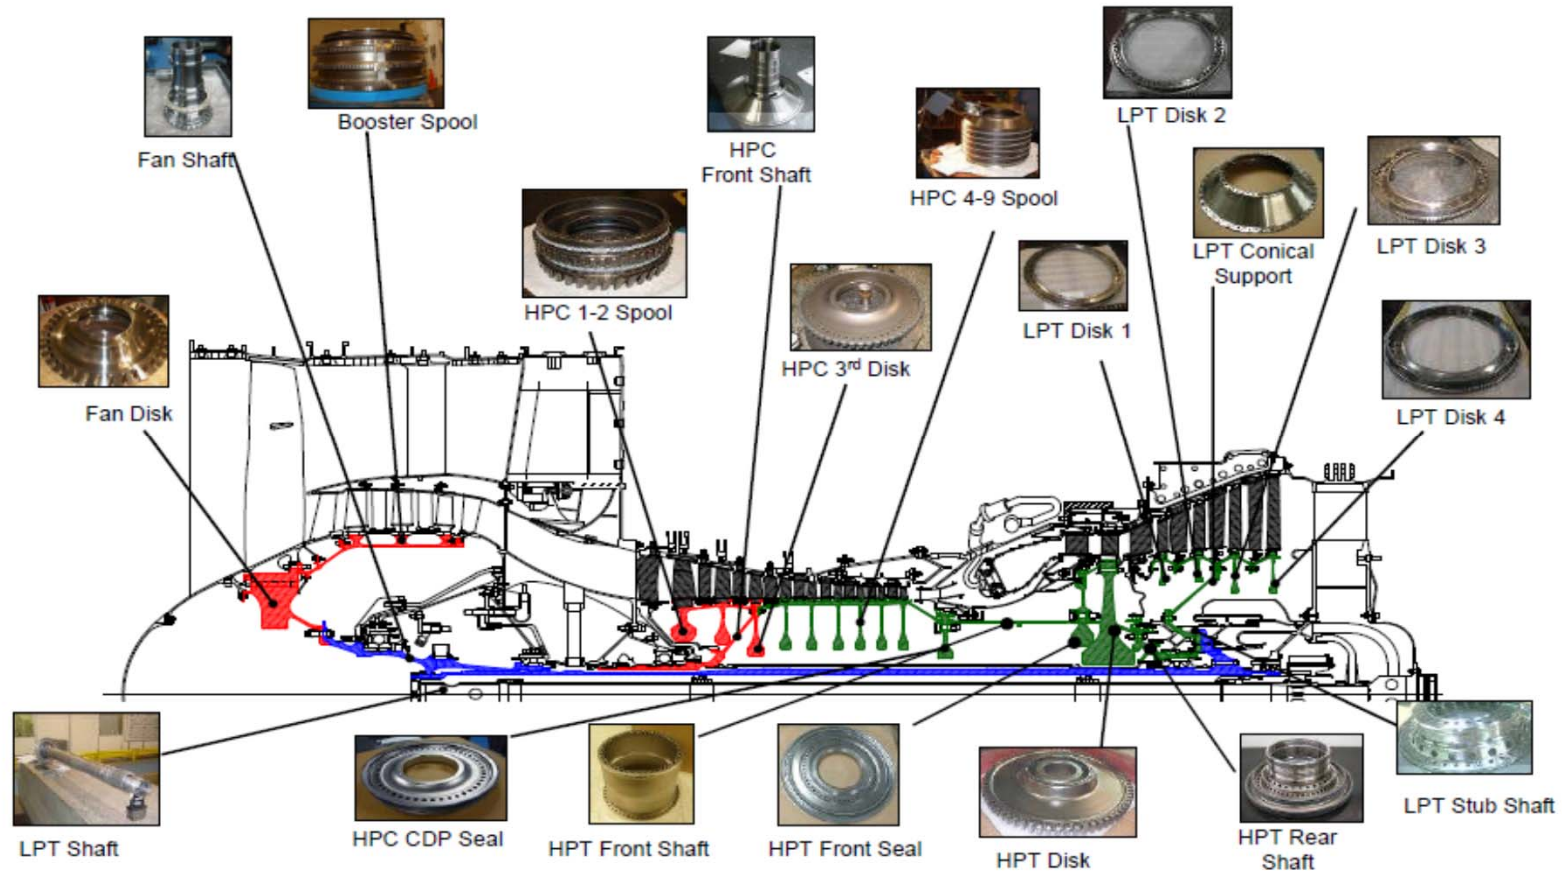 Fan Shaft
Booster Spool
HPC
Front Shaft
HPC 4-9 Spool
LPT Disk 2
LPT Conical
Support
LPT Disk 3
HPC 1-2 Spool
HPC 3rd Disk
LPT Disk 1
Fan Disk
LPT Disk 4
LPT Shaft
HPC CDP Seal
HPT Front Shaft
HPT Front Seal
HPT Disk
HPT Rear
Shaft
LPT Stub Shaft